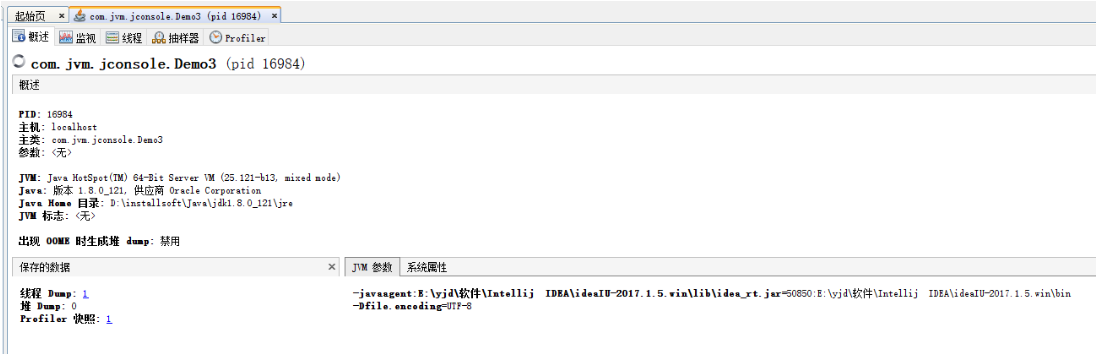 起始页 × com.jvm.jconsole.Demo3 (pid 16984) ×
概述 监视 线程 抽样器 Profiler
com.jvm.jconsole.Demo3 (pid 16984)
概述
PID: 16984
主机: localhost
主类: com.jvm.jconsole.Demo3
参数: <无>
JVM: Java HotSpot(TM) 64-Bit Server VM (25.121-b13, mixed mode)
Java: 版本 1.8.0_121, 供应商 Oracle Corporation
Java Home 目录: D:\installsoft\Java\jdk1.8.0_121\jre
JVM 标志: <无>
出现 OOME 时生成堆 dump: 禁用
保存的数据 ×
线程 Dump: 1
堆 Dump: 0
Profiler 快照: 1
JVM 参数 系统属性
-javaagent:E:\yjd\软件\Intellij IDEA\ideaIU-2017.1.5.win\lib\idea_rt.jar=50850:E:\yjd\软件\Intellij IDEA\ideaIU-2017.1.5.win\bin
-Dfile.encoding=UTF-8